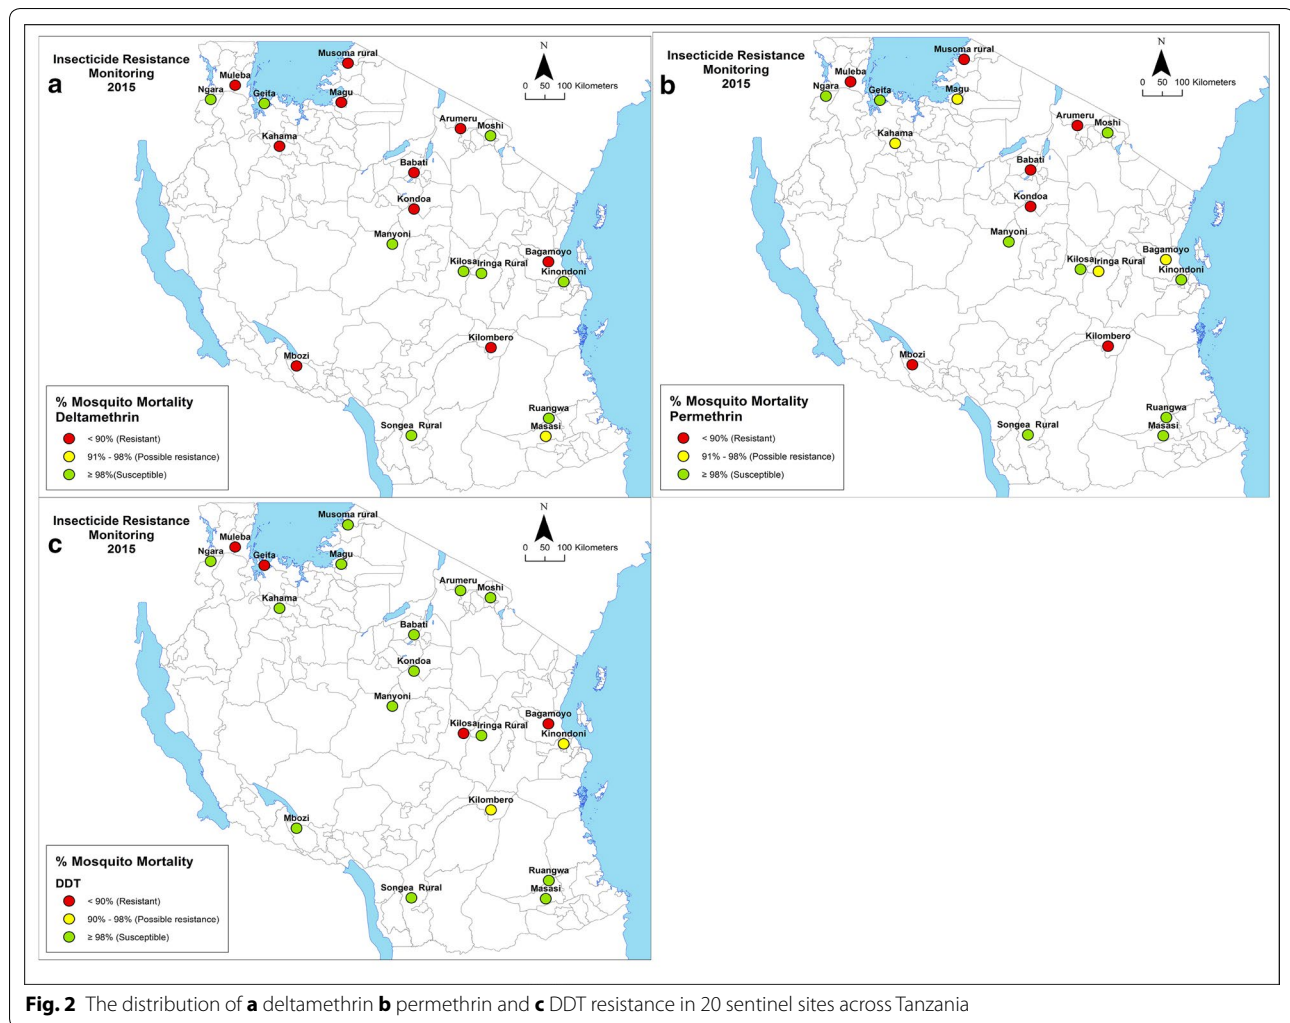 Insecticide Resistance
Monitoring
2015
a
N
0 50 100 Kilometers
Musoma rural
Muleba
Ngara
Geita
Magu
Arumeru
Moshi
Kahama
Babati
Kondoa
Manyoni
Bagamoyo
Kilosa
Iringa Rural
Kinondoni
Kilombero
Mbozi
Ruangwa
Songea Rural
Masasi
% Mosquito Mortality
Deltamethrin
< 90% (Resistant)
91% - 98% (Possible resistance)
≥ 98%(Susceptible)
Insecticide Resistance
Monitoring
2015
b
N
0 50 100 Kilometers
Musoma rural
Muleba
Ngara
Geita
Magu
Arumeru
Moshi
Kahama
Babati
Kondoa
Manyoni
Bagamoyo
Kilosa
Iringa Rural
Kinondoni
Kilombero
Mbozi
Ruangwa
Songea Rural
Masasi
% Mosquito Mortality
Permethrin
< 90% (Resistant)
91% - 98% (Possible resistance)
≥ 98% (Susceptible)
Insecticide Resistance
Monitoring
2015
c
N
0 50 100 Kilometers
Musoma rural
Muleba
Ngara
Geita
Magu
Arumeru
Moshi
Kahama
Babati
Kondoa
Manyoni
Bagamoyo
Kilosa
Iringa Rural
Kinondoni
Kilombero
Mbozi
Ruangwa
Songea Rural
Masasi
% Mosquito Mortality
DDT
< 90% (Resistant)
90% - 98% (Possible resistance)
≥ 98% (Susceptible)
Fig. 2 The distribution of a deltamethrin b permethrin and c DDT resistance in 20 sentinel sites across Tanzania